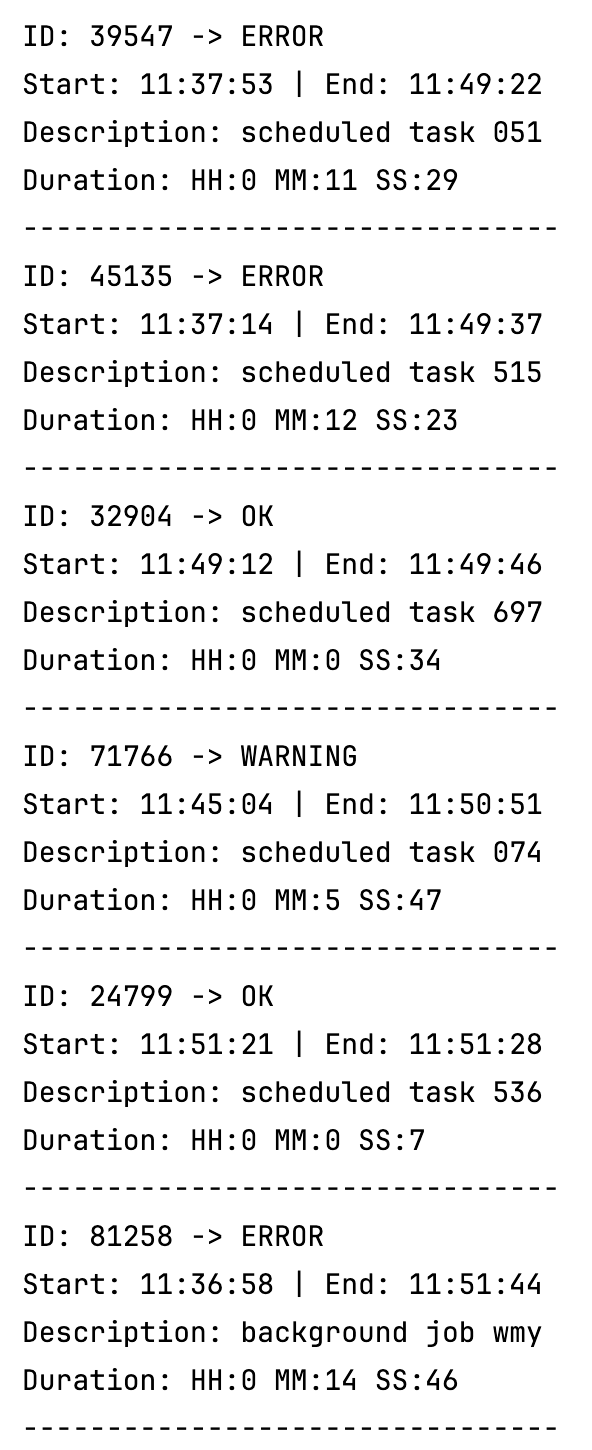 ID: 39547 -> ERROR
Start: 11:37:53 | End: 11:49:22
Description: scheduled task 051
Duration: HH:0 MM:11 SS:29
--------------------------------
ID: 45135 -> ERROR
Start: 11:37:14 | End: 11:49:37
Description: scheduled task 515
Duration: HH:0 MM:12 SS:23
--------------------------------
ID: 32904 -> OK
Start: 11:49:12 | End: 11:49:46
Description: scheduled task 697
Duration: HH:0 MM:0 SS:34
--------------------------------
ID: 71766 -> WARNING
Start: 11:45:04 | End: 11:50:51
Description: scheduled task 074
Duration: HH:0 MM:5 SS:47
--------------------------------
ID: 24799 -> OK
Start: 11:51:21 | End: 11:51:28
Description: scheduled task 536
Duration: HH:0 MM:0 SS:7
--------------------------------
ID: 81258 -> ERROR
Start: 11:36:58 | End: 11:51:44
Description: background job wmy
Duration: HH:0 MM:14 SS:46
--------------------------------